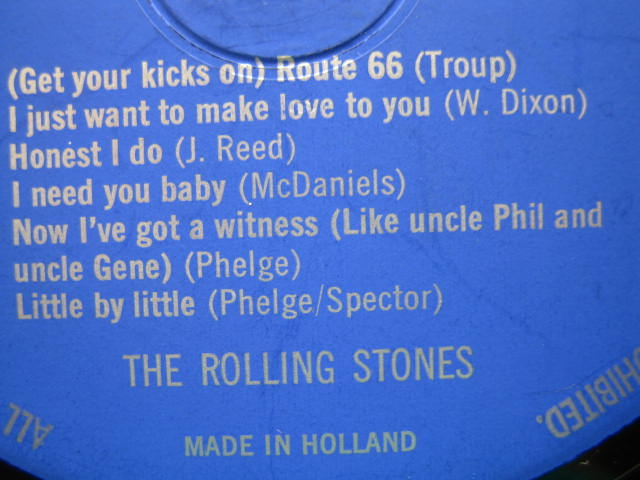 (Get your kicks on) Route 66 (Troup)
I just want to make love to you (W. Dixon)
Honest I do (J. Reed)
I need you baby (McDaniels)
Now I've got a witness (Like uncle Phil and
uncle Gene) (Phelge)
Little by little (Phelge/Spector)
THE ROLLING STONES
MADE IN HOLLAND
ALL
HIBITED.